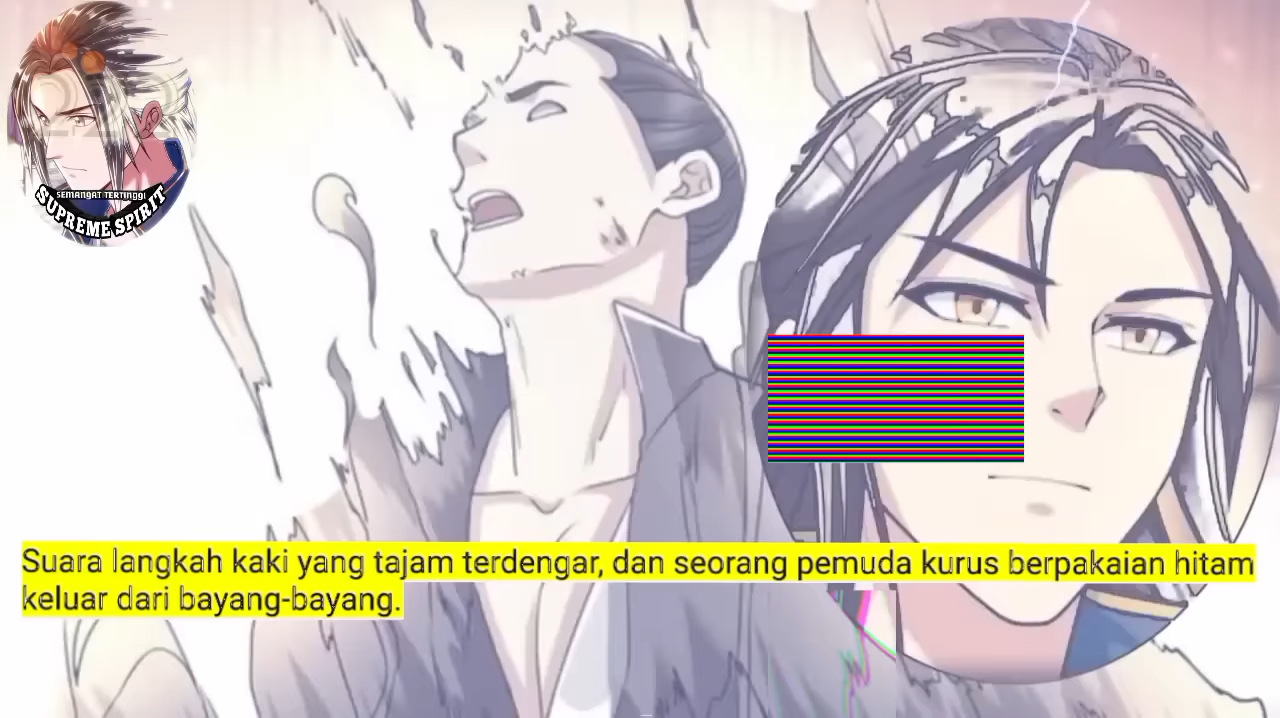 SEMANGAT TERTINGGI
SUPREME SPIRIT
Suara langkah kaki yang tajam terdengar, dan seorang pemuda kurus berpakaian hitam
keluar dari bayang-bayang.